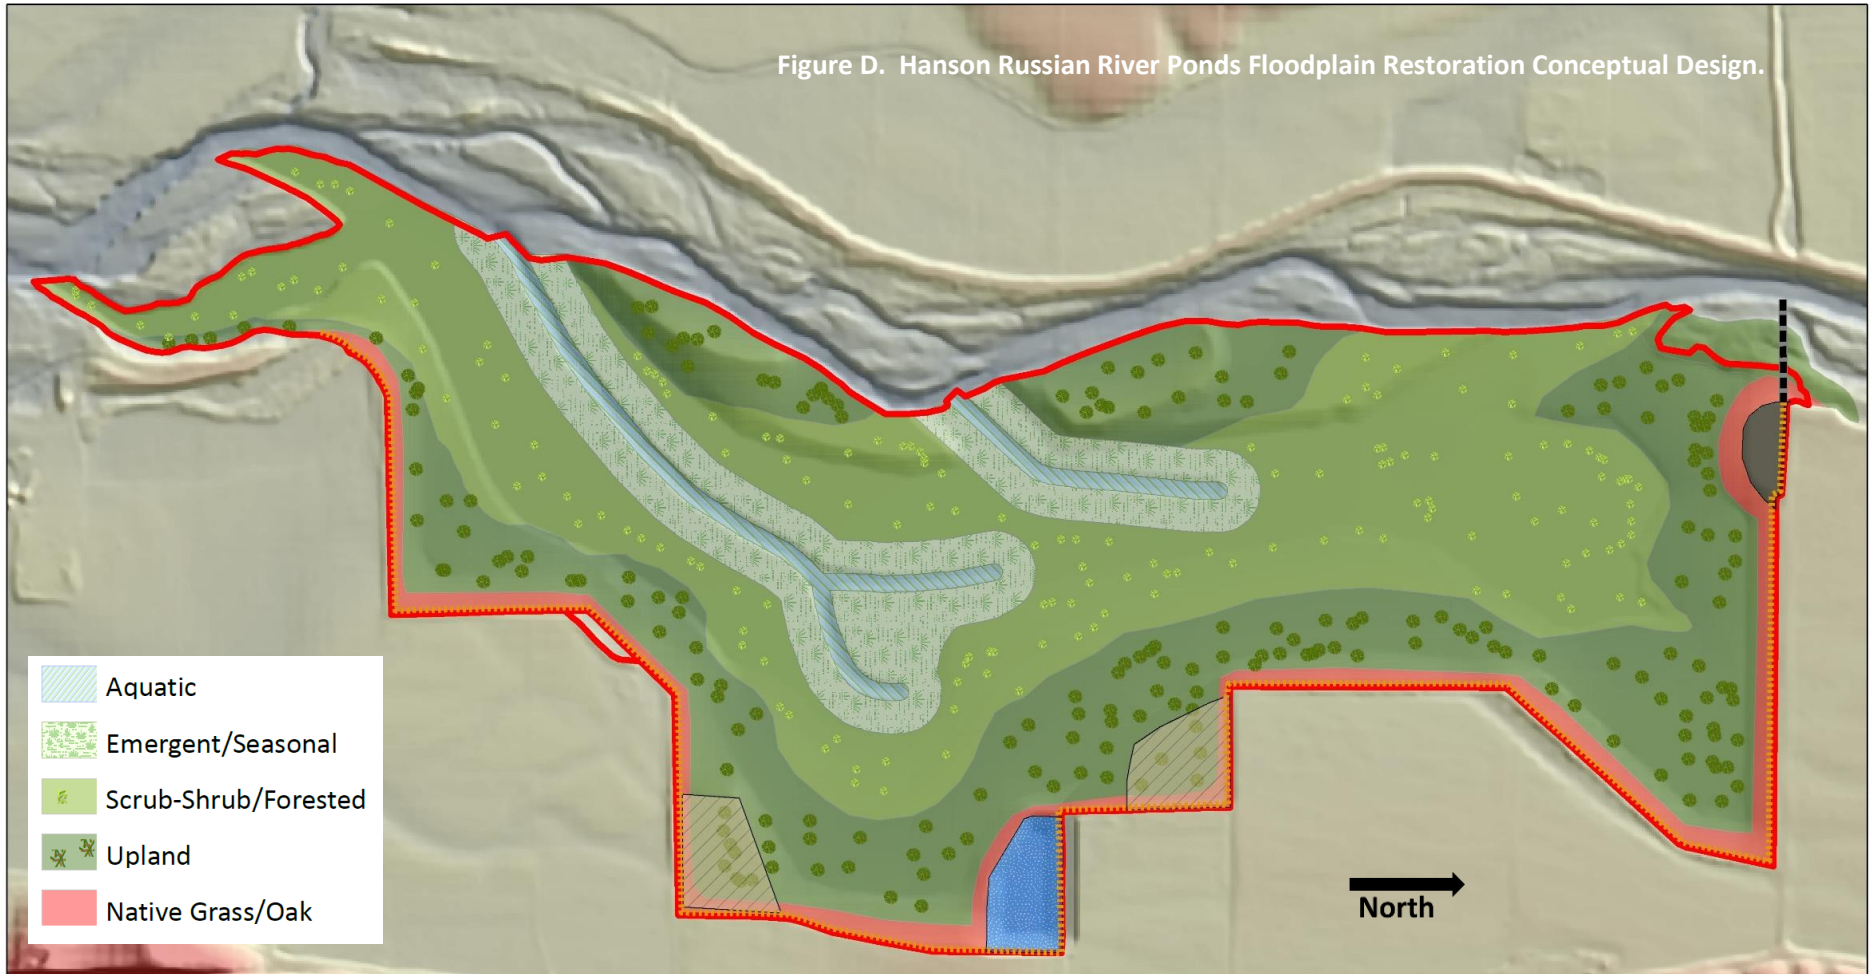 Figure D. Hanson Russian River Ponds Floodplain Restoration Conceptual Design.
Aquatic
Emergent/Seasonal
Scrub-Shrub/Forested
Upland
Native Grass/Oak
North